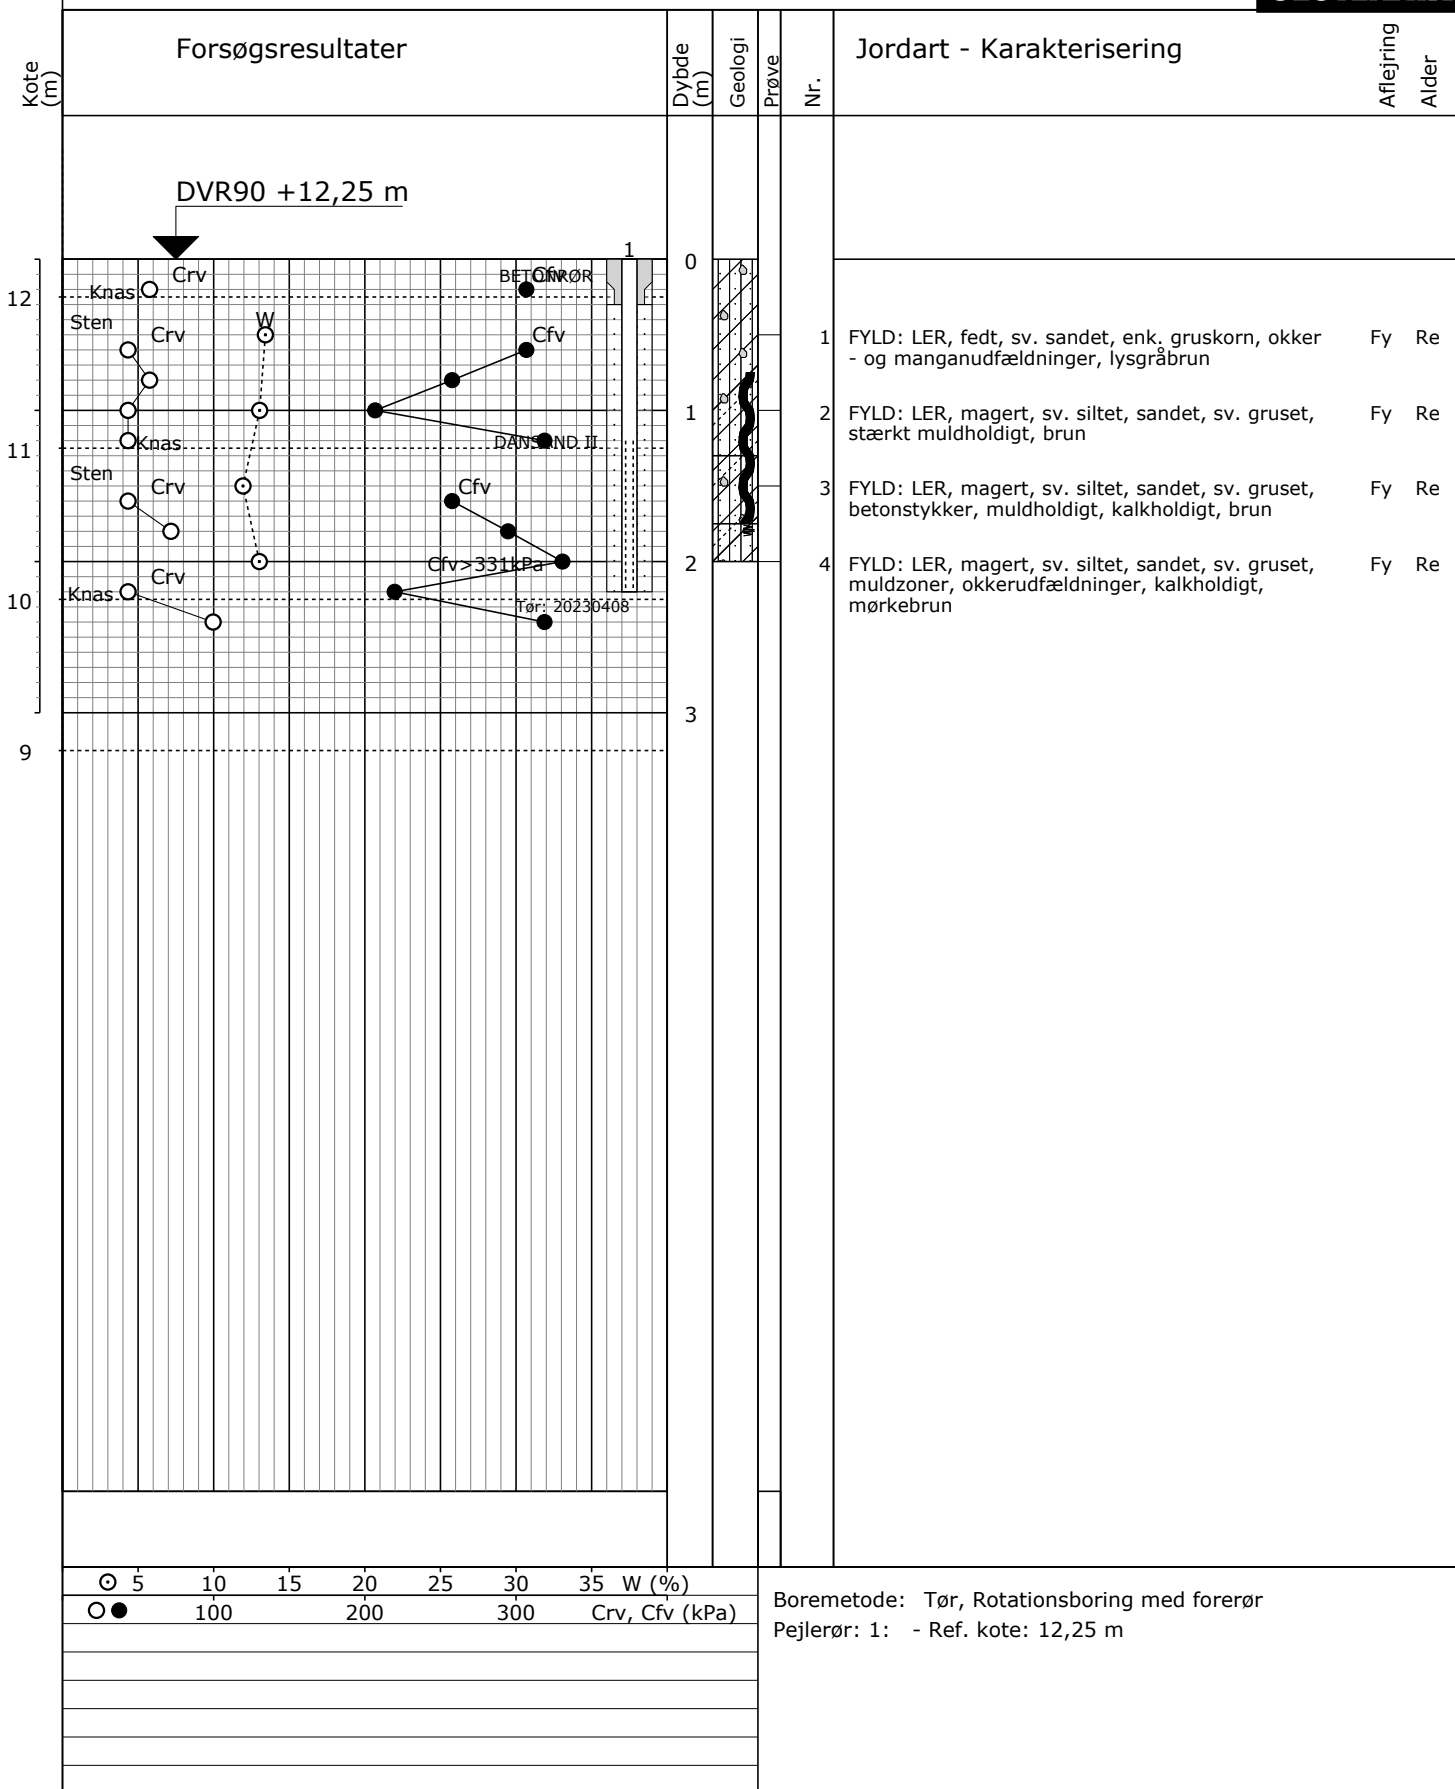 Kote (m)
Forsøgsresultater
Dybde (m)
Geologi
Prøve
Nr.
Jordart - Karakterisering
Aflejring
Alder
DVR90 +12,25 m
1
0
Crv
BETONRØR
Cfv
Knas
12
Sten
W
Crv
Cfv
1 FYLD: LER, fedt, sv. sandet, enk. gruskorn, okker Fy Re
- og manganudfældninger, lysgråbrun
1
2 FYLD: LER, magert, sv. siltet, sandet, sv. gruset, Fy Re
stærkt muldholdigt, brun
Knas
DANSAND II
11
Sten
Crv
Cfv
3 FYLD: LER, magert, sv. siltet, sandet, sv. gruset, Fy Re
betonstykker, muldholdigt, kalkholdigt, brun
2
Cfv>331kPa
4 FYLD: LER, magert, sv. siltet, sandet, sv. gruset, Fy Re
muldzoner, okkerudfældninger, kalkholdigt,
mørkebrun
Crv
Knas
10
Tør: 20230408
3
9
5 10 15 20 25 30 35 W (%)
100 200 300 Crv, Cfv (kPa)
Boremetode: Tør, Rotationsboring med forerør
Pejlerør: 1: - Ref. kote: 12,25 m